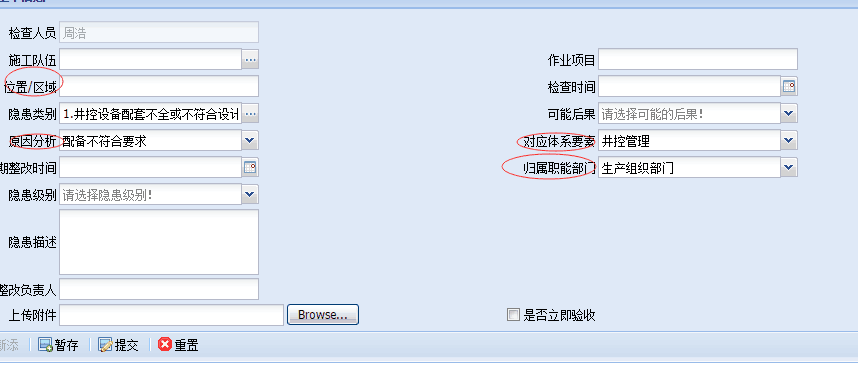 检查人员 周浩
施工队伍 ... 作业项目
位置/区域 检查时间
隐患类别 1.井控设备配套不全或不符合设计 ... 可能后果 请选择可能的后果!
原因分析 配备不符合要求 对应体系要素 井控管理
期整改时间 归属职能部门 生产组织部门
隐患级别 请选择隐患级别!
隐患描述
整改负责人
上传附件 Browse... 是否立即验收
新添 暂存 提交 重置